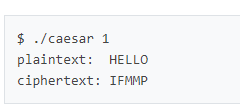 $ ./caesar 1
plaintext:  HELLO
ciphertext: IFMMP